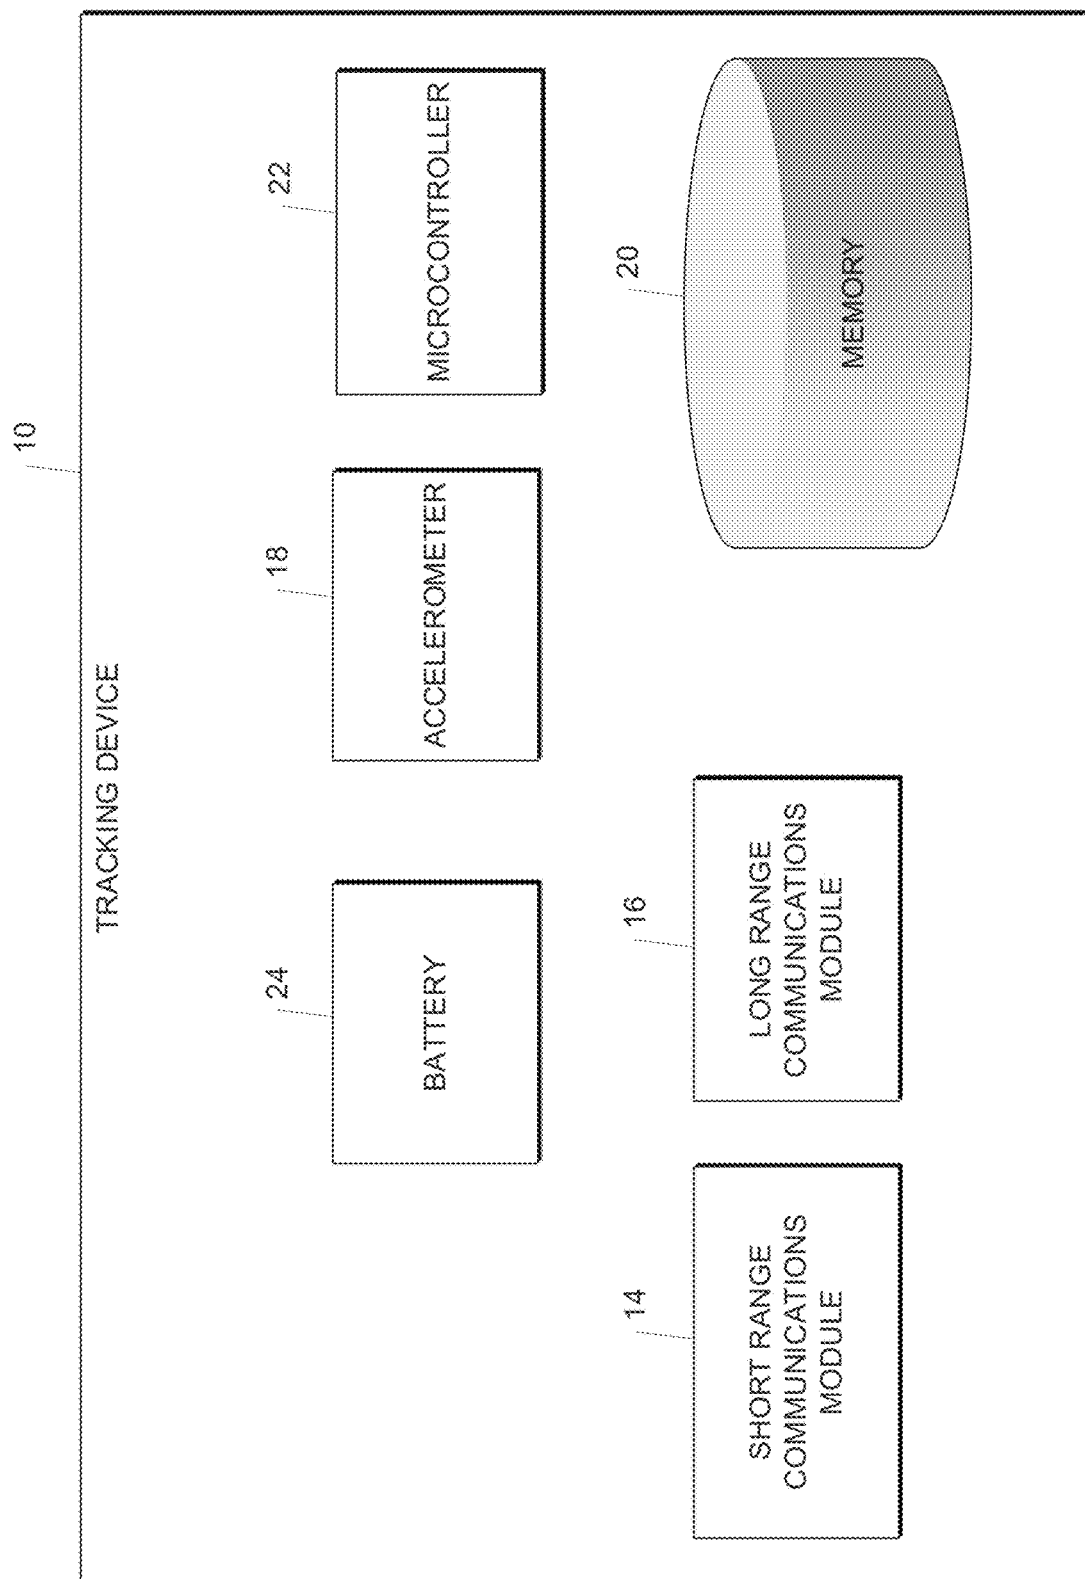 10
TRACKING DEVICE
24
BATTERY
18
ACCELEROMETER
22
MICROCONTROLLER
14
SHORT RANGE
COMMUNICATIONS
MODULE
16
LONG RANGE
COMMUNICATIONS
MODULE
20
MEMORY